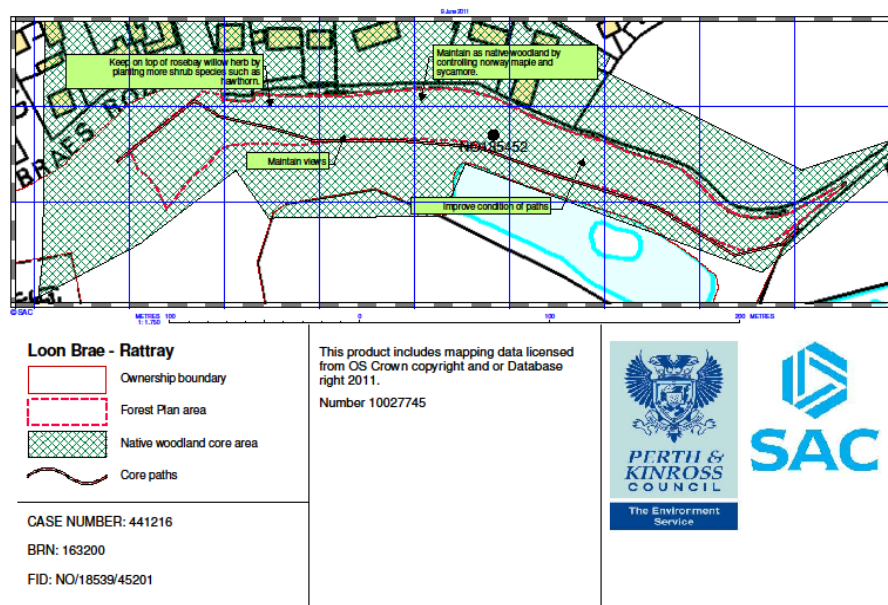 9 June 2011
Keep on top of rosebay willow herb by
planting more shrub species such as
hawthorn.
Maintain as native woodland by
controlling norway maple and
sycamore.
BRAES ROA
NO185452
Maintain views
Improve condition of paths
©SAC
METRES 100 0 100 200 METRES
1: 1,750
Loon Brae - Rattray
Ownership boundary
Forest Plan area
Native woodland core area
Core paths
CASE NUMBER: 441216
BRN: 163200
FID: NO/18539/45201
This product includes mapping data licensed
from OS Crown copyright and or Database
right 2011.
Number 10027745
PERTH &
KINROSS
COUNCIL
The Environment
Service
SAC